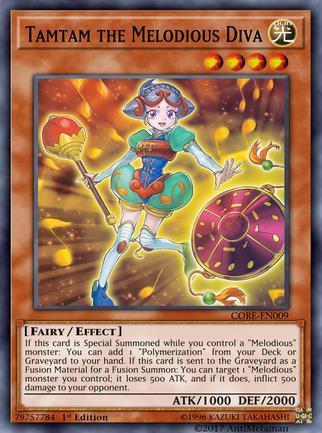 TAMTAM THE MELODIOUS DIVA
LIGHT
光
CORE-EN009
[FAIRY / EFFECT]
If this card is Special Summoned while you control a "Melodious"
monster: You can add 1 "Polymerization" from your Deck or
Graveyard to your hand. If this card is sent to the Graveyard as a
Fusion Material for a Fusion Summon: You can target 1 "Melodious"
monster you control; it loses 500 ATK, and if it does, inflict 500
damage to your opponent.
ATK/1000 DEF/2000
79757784 1st Edition ©1996 KAZUKI TAKAHASHI
©2017 AntiMetaman